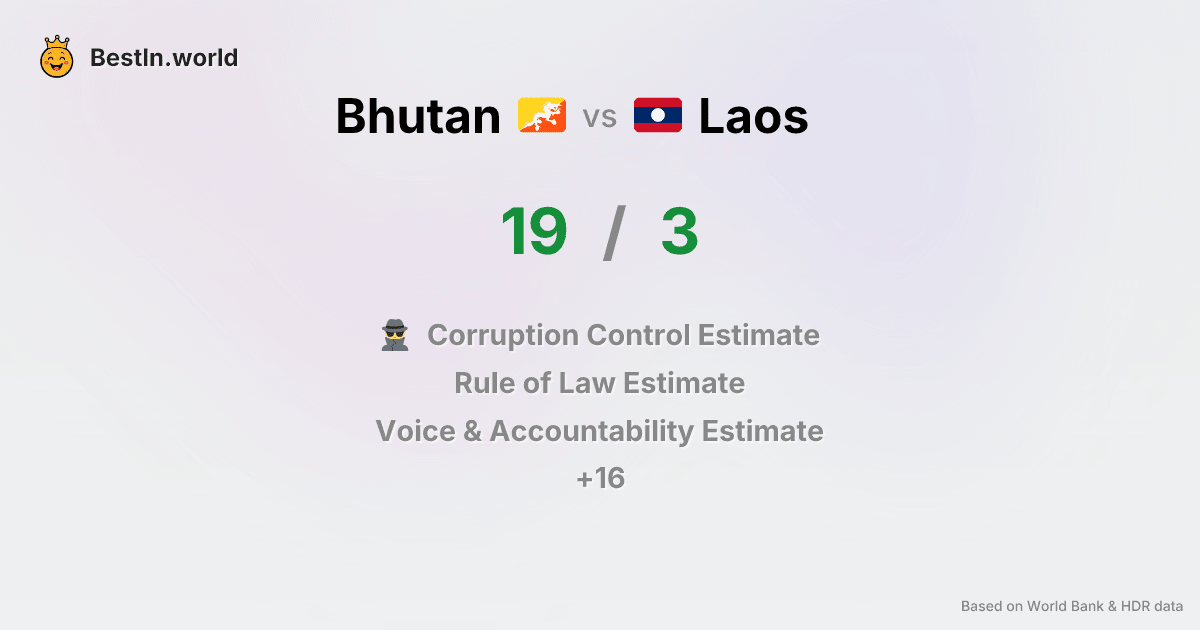 BestIn.world
Bhutan vs Laos
19 / 3
Corruption Control Estimate
Rule of Law Estimate
Voice & Accountability Estimate
+16
Based on World Bank & HDR data